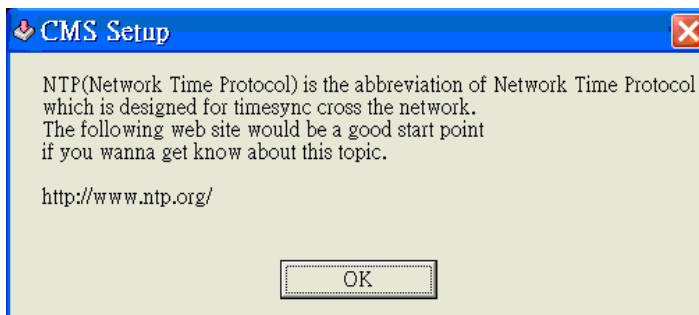 CMS Setup
NTP(Network Time Protocol) is the abbreviation of Network Time Protocol
which is designed for timesync cross the network.
The following web site would be a good start point
if you wanna get know about this topic.
http://www.ntp.org/
OK